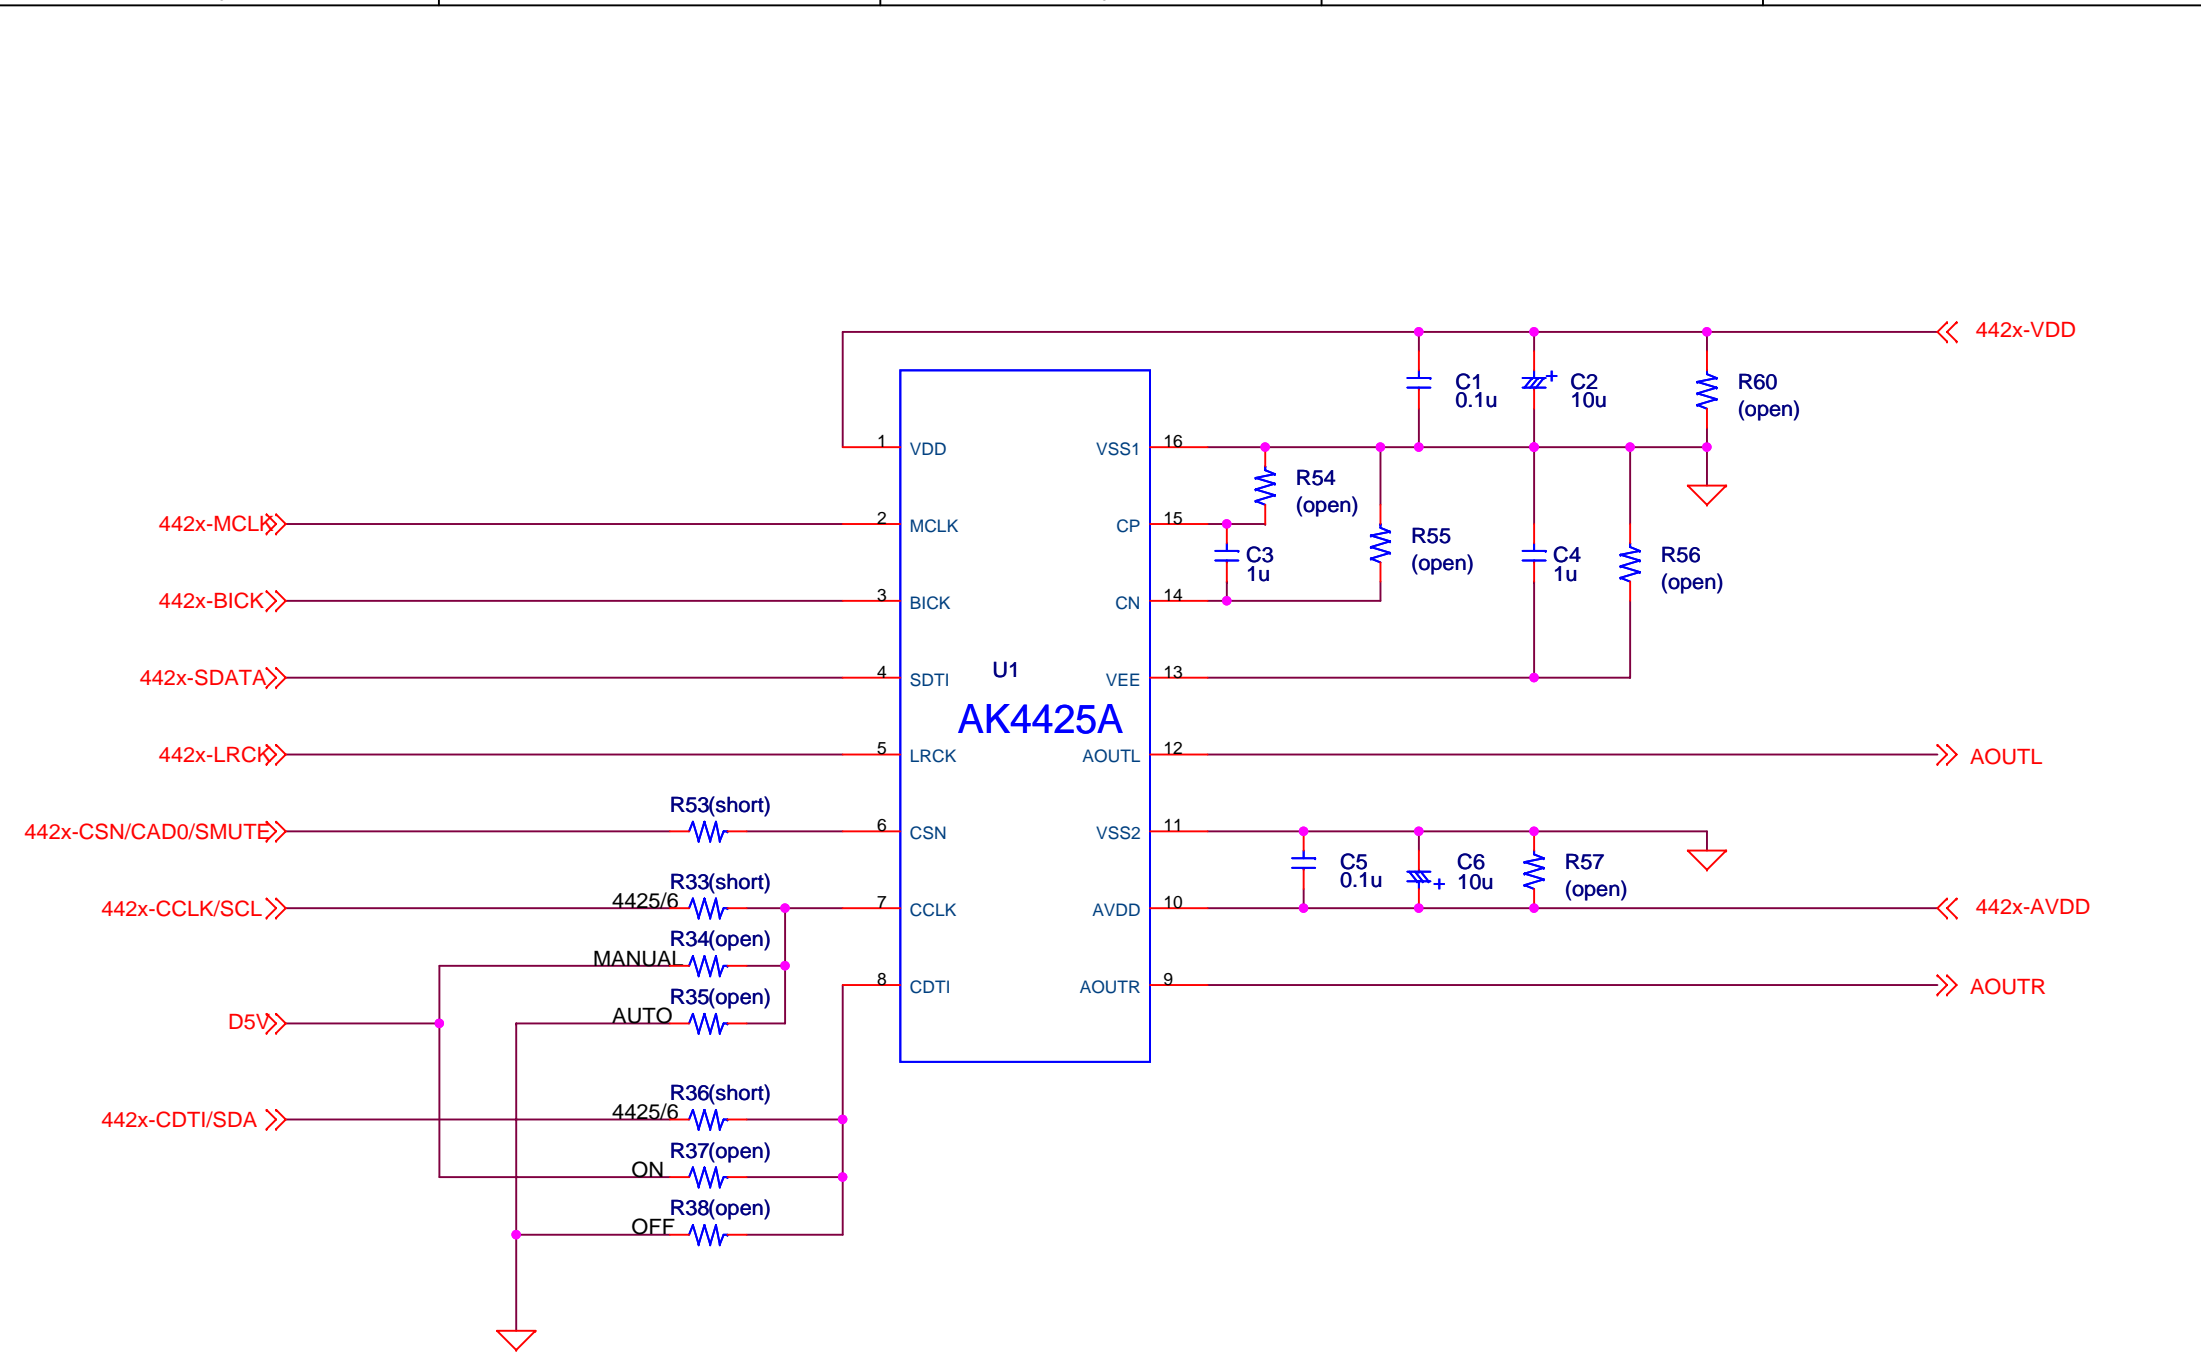 442x-VDD
C1
0.1u
+
C2
10u
R60
(open)
1
VDD
VSS1
16
R54
(open)
442x-MCLK
2
MCLK
CP
15
R55
(open)
C3
1u
C4
1u
R56
(open)
442x-BICK
3
BICK
CN
14
442x-SDATA
4
SDTI
U1
VEE
13
AK4425A
442x-LRCK
5
LRCK
AOUTL
12
AOUTL
R53(short)
442x-CSN/CAD0/SMUTE
6
CSN
VSS2
11
C5
0.1u
+
C6
10u
R57
(open)
R33(short)
442x-CCLK/SCL
4425/6
7
CCLK
AVDD
10
442x-AVDD
R34(open)
MANUAL
8
CDTI
AOUTR
9
AOUTR
R35(open)
D5V
AUTO
R36(short)
442x-CDTI/SDA
4425/6
R37(open)
ON
R38(open)
OFF